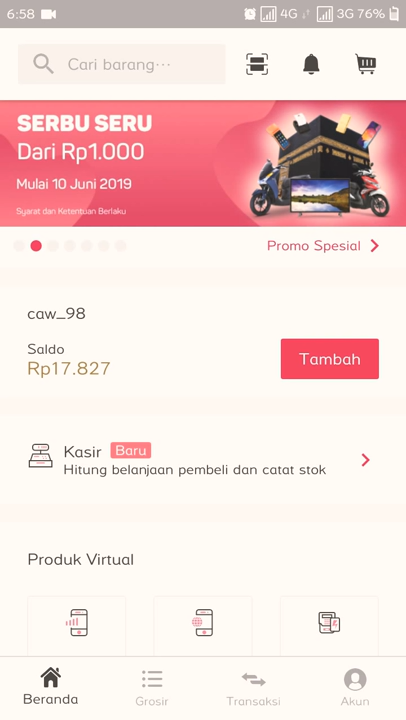 6:58 4G 3G 76%
Cari barang...
SERBU SERU
Dari Rp1.000
Mulai 10 Juni 2019
Syarat dan Ketentuan Berlaku
Promo Spesial
caw_98
Saldo
Rp17.827
Tambah
Kasir Baru
Hitung belanjaan pembeli dan catat stok
Produk Virtual
Beranda Grosir Transaksi Akun